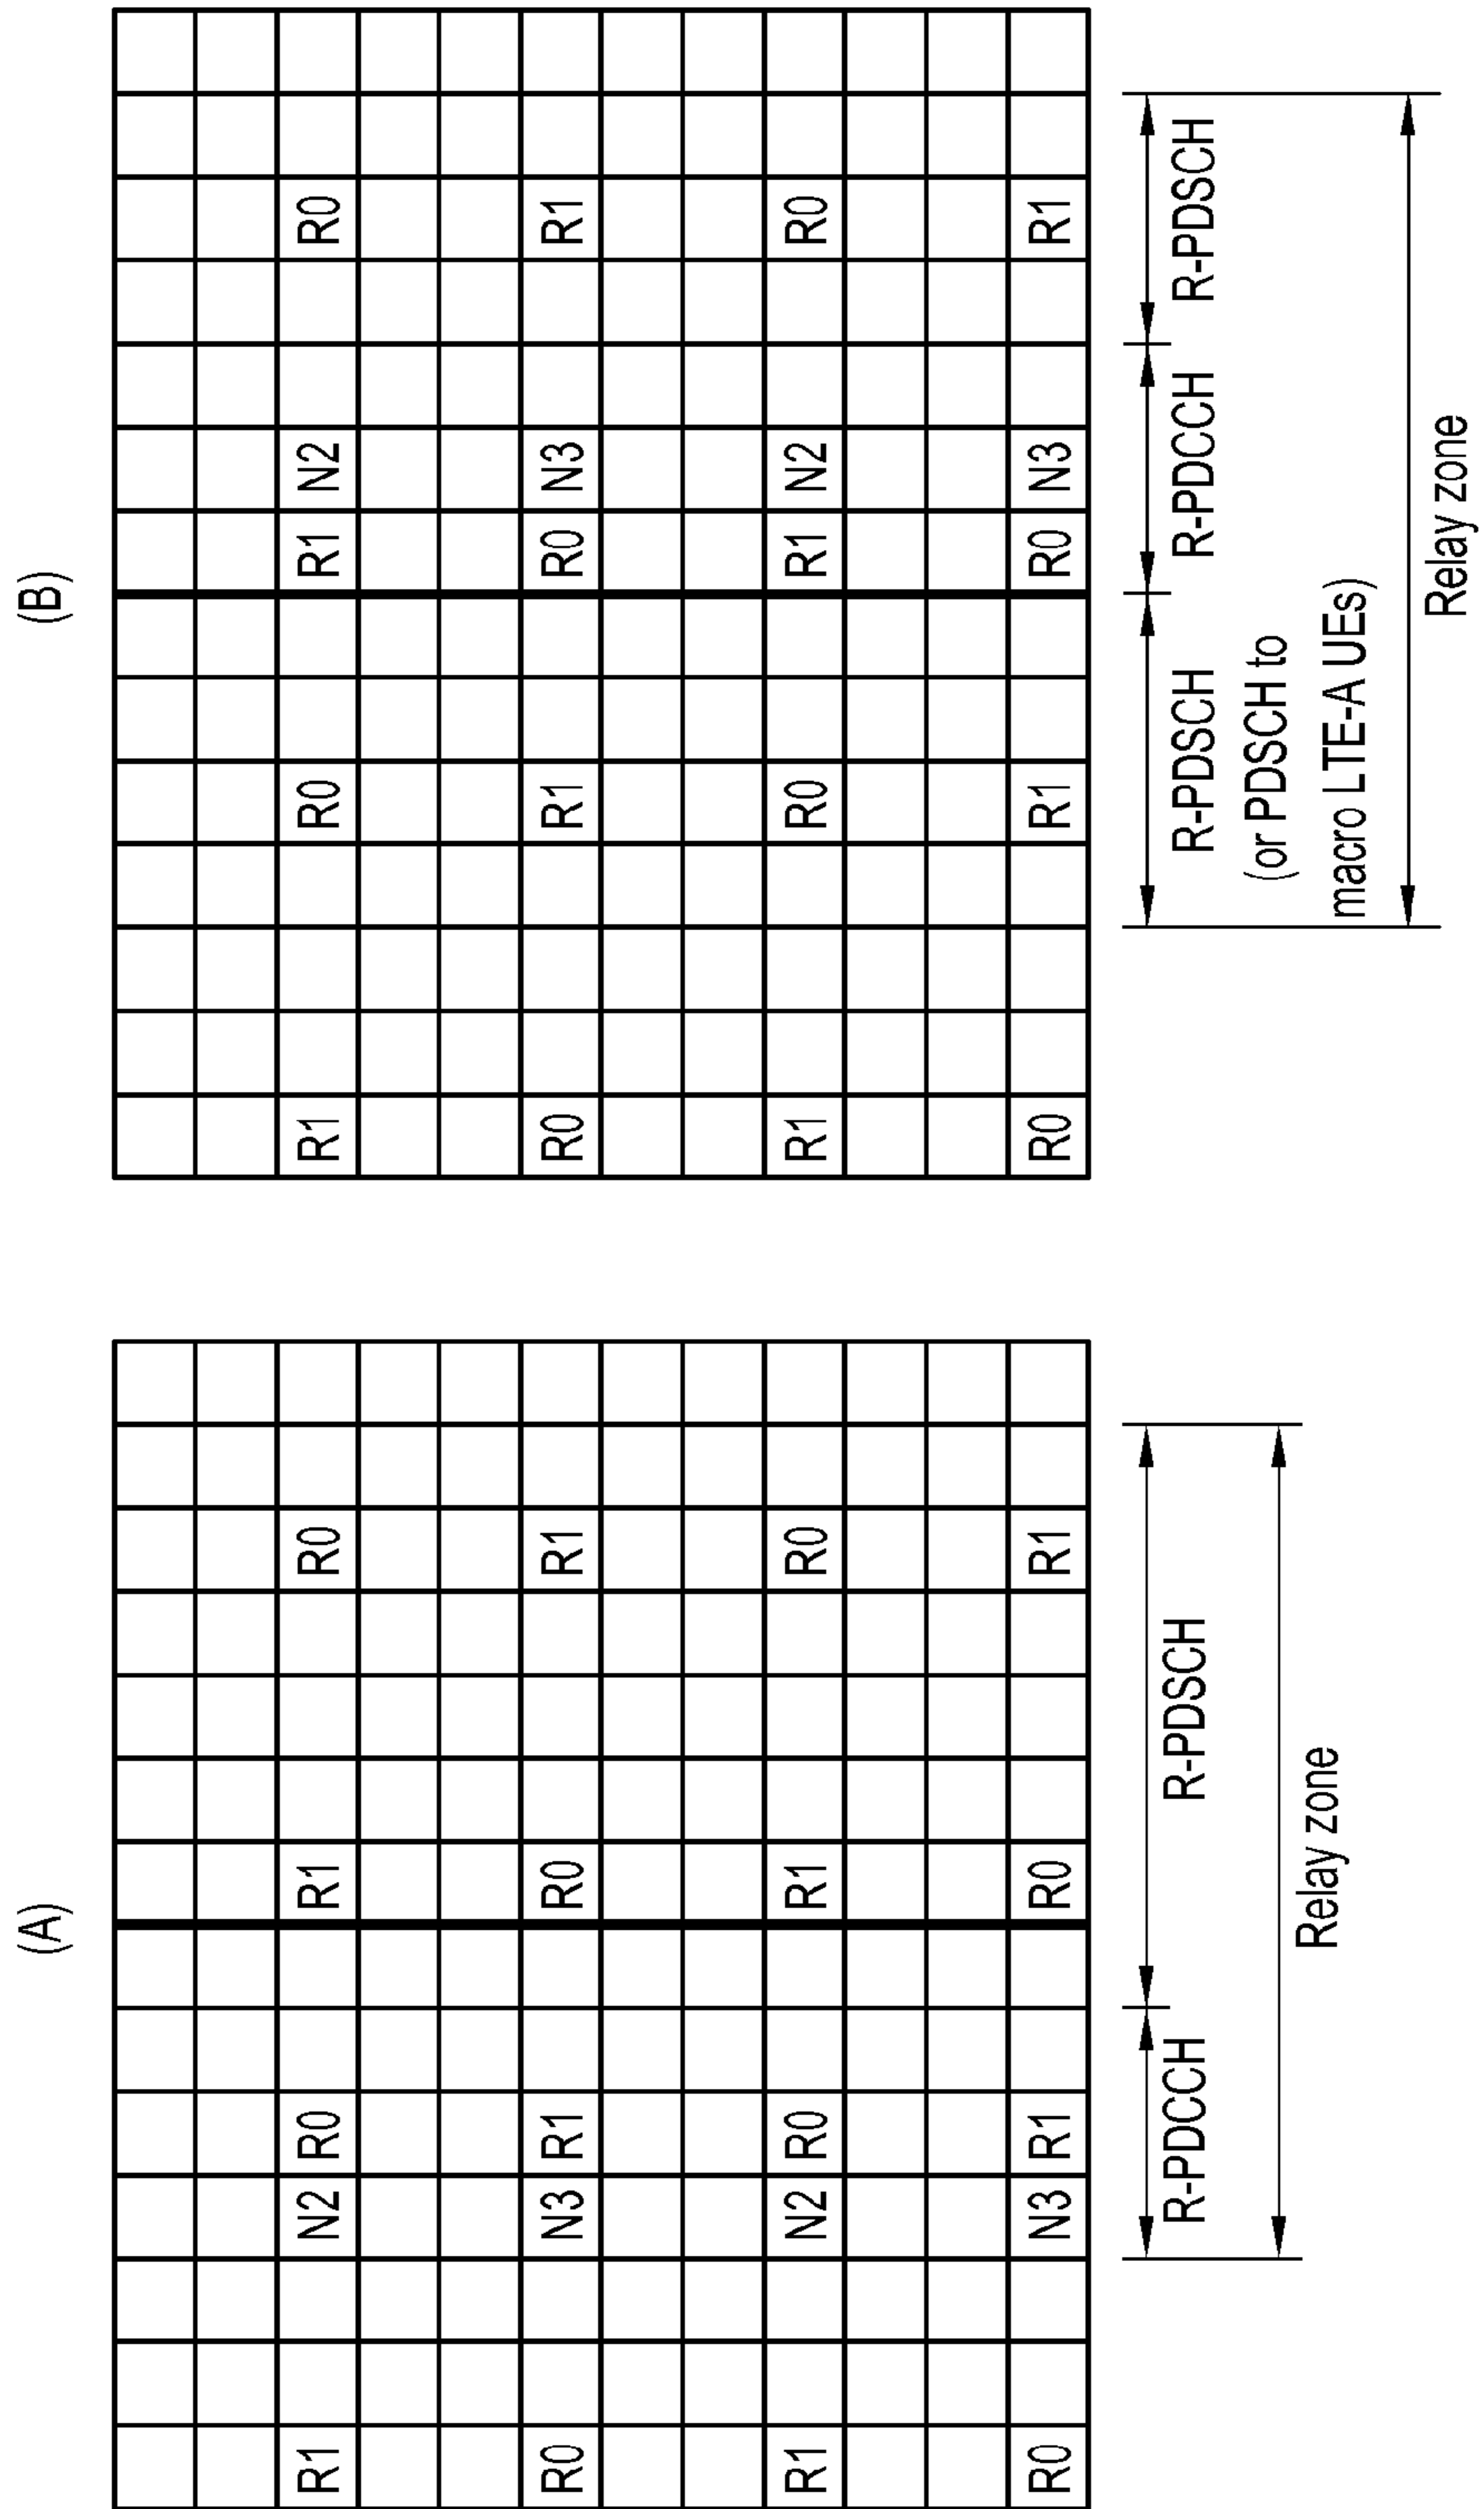 (A)
R1 N2 R0 R1 R0
R0 N3 R1 R0 R1
R1 N2 R0 R1 R0
R0 N3 R1 R0 R1
R-PDCCH R-PDSCH
Relay zone
(B)
R1 R0 R1 N2 R0
R0 R1 R0 N3 R1
R1 R0 R1 N2 R0
R0 R1 R0 N3 R1
R-PDSCH R-PDCCH R-PDSCH
(or PDSCH to
macro LTE-A UEs)
Relay zone